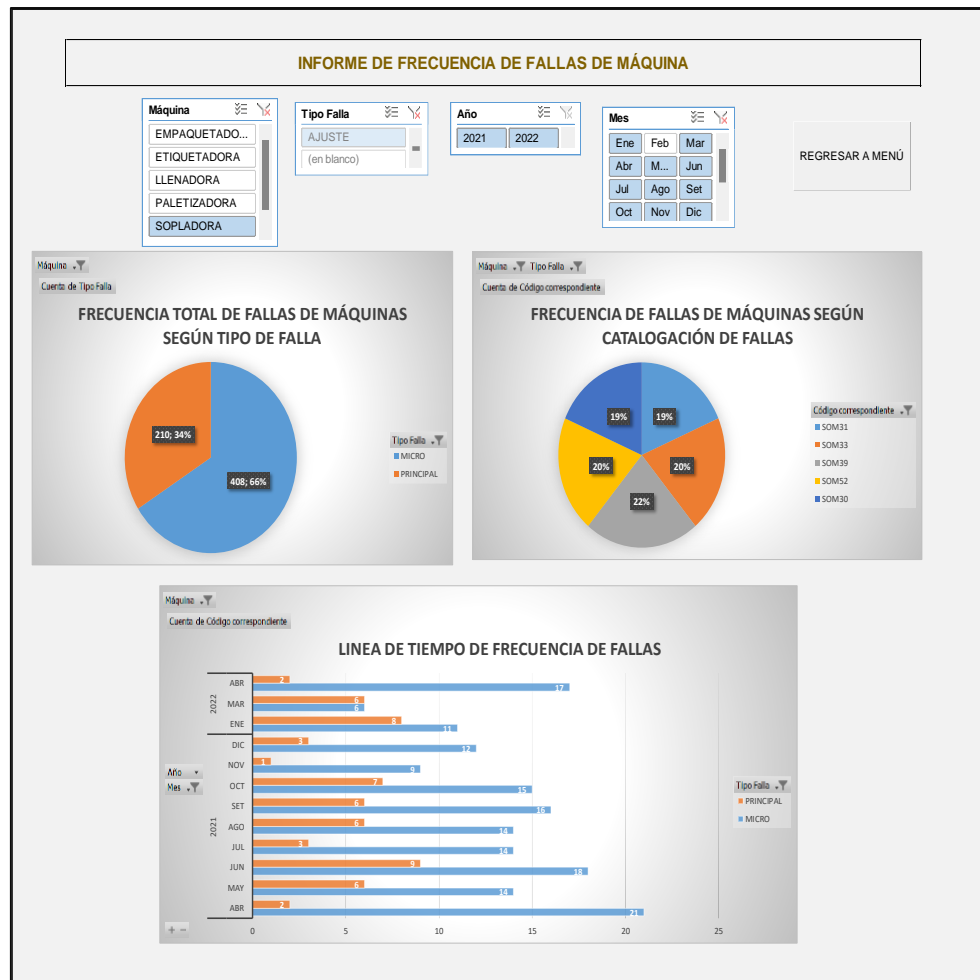 INFORME DE FRECUENCIA DE FALLAS DE MÁQUINA
Máquina
EMPAQUETADO...
ETIQUETADORA
LLENADORA
PALETIZADORA
SOPLADORA
Tipo Falla
AJUSTE
(en blanco)
Año
2021 2022
Mes
Ene Feb Mar
Abr M... Jun
Jul Ago Set
Oct Nov Dic
REGRESAR A MENÚ
Máquina
Cuenta de Tipo Falla
FRECUENCIA TOTAL DE FALLAS DE MÁQUINAS
SEGÚN TIPO DE FALLA
210; 34%
408; 66%
Tipo Falla
MICRO
PRINCIPAL
Máquina Tipo Falla
Cuenta de Código correspondiente
FRECUENCIA DE FALLAS DE MÁQUINAS SEGÚN
CATALOGACIÓN DE FALLAS
19% 19%
20% 20%
22%
Código correspondiente
SOM31
SOM33
SOM39
SOM52
SOM30
Máquina
Cuenta de Código correspondiente
LINEA DE TIEMPO DE FRECUENCIA DE FALLAS
2022
ABR 2
17
MAR 6
6
ENE 8
11
2021
DIC 3
12
NOV 1
9
OCT 7
15
SET 6
16
AGO 6
14
JUL 3
14
JUN 9
18
MAY 6
14
ABR 2
21
0 5 10 15 20 25
Año
Mes
Tipo Falla
PRINCIPAL
MICRO
+ −